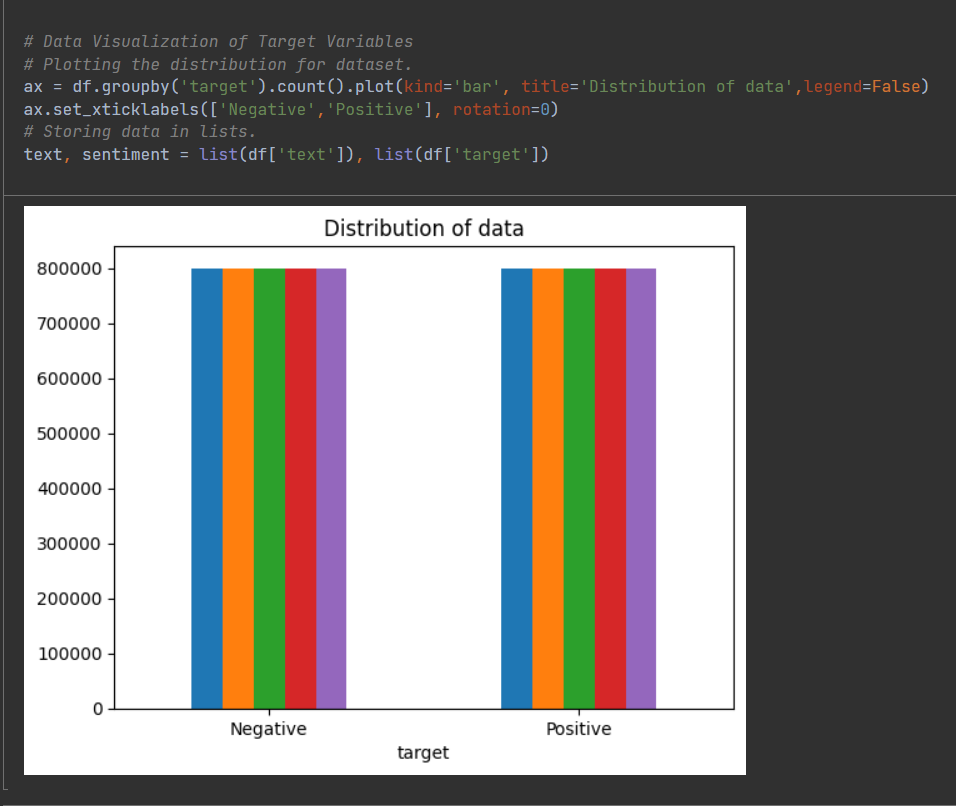 # Data Visualization of Target Variables
# Plotting the distribution for dataset.
ax = df.groupby('target').count().plot(kind='bar', title='Distribution of data',legend=False)
ax.set_xticklabels(['Negative','Positive'], rotation=0)
# Storing data in lists.
text, sentiment = list(df['text']), list(df['target'])
Distribution of data
800000
700000
600000
500000
400000
300000
200000
100000
0
Negative Positive
target